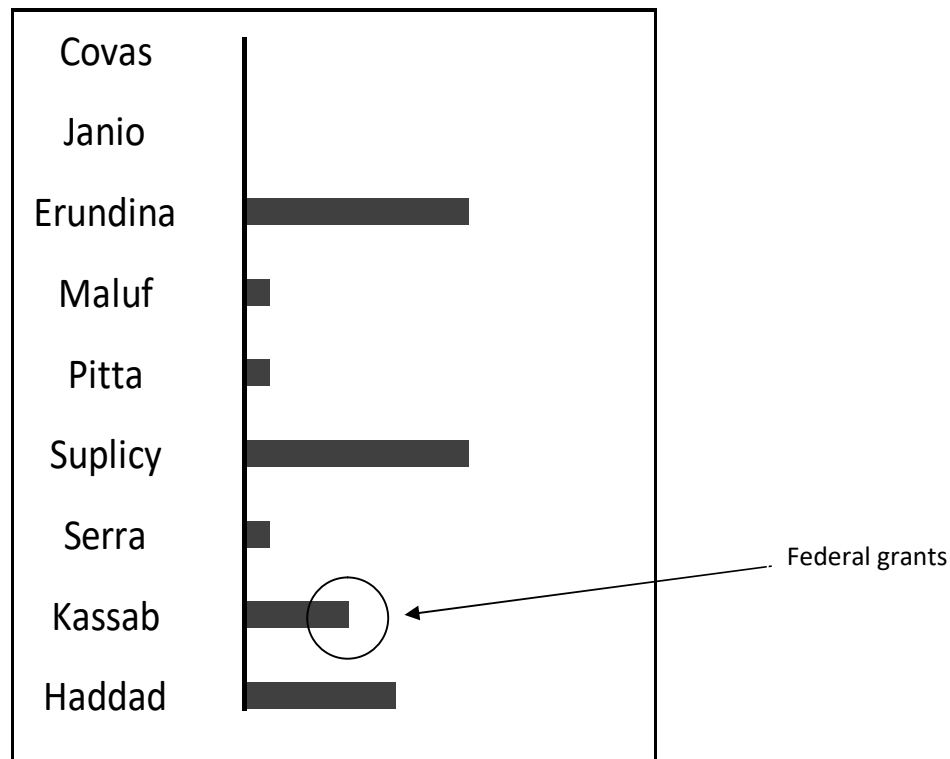 Covas
Janio
Erundina
Maluf
Pitta
Suplicy
Serra
Kassab
Haddad
Federal grants